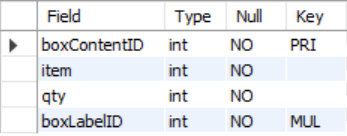 Field Type Null Key
boxContentID int NO PRI
item int NO
qty int NO
boxLabelID int NO MUL